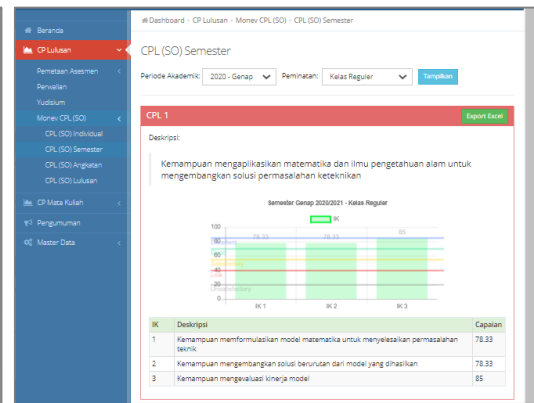 Dashboard - CP Lulusan - Monev CPL (SO) - CPL (SO) Semester
Beranda
CP Lulusan
Pemetaan Asesmen
Perwalian
Yudisium
Monev CPL (SO)
CPL (SO) Individual
CPL (SO) Semester
CPL (SO) Angkatan
CPL (SO) Lulusan
CP Mata Kuliah
Pengumuman
Master Data
CPL (SO) Semester
Periode Akademik: 2020 - Genap Peminatan: Kelas Reguler Tampilkan
CPL 1 Export Excel
Deskripsi:
Kemampuan mengaplikasikan matematika dan ilmu pengetahuan alam untuk
mengembangkan solusi permasalahan keteknikan
Semester Genap 2020/2021 - Kelas Reguler
IK
100
80
60
40
20
0
78.33 78.33 85
IK 1 IK 2 IK 3
IK Deskripsi Capaian
1 Kemampuan memformulasikan model matematika untuk menyelesaikan permasalahan 78.33
teknik
2 Kemampuan mengembangkan solusi berurutan dari model yang dihasilkan 78.33
3 Kemampuan mengevaluasi kinerja model 85